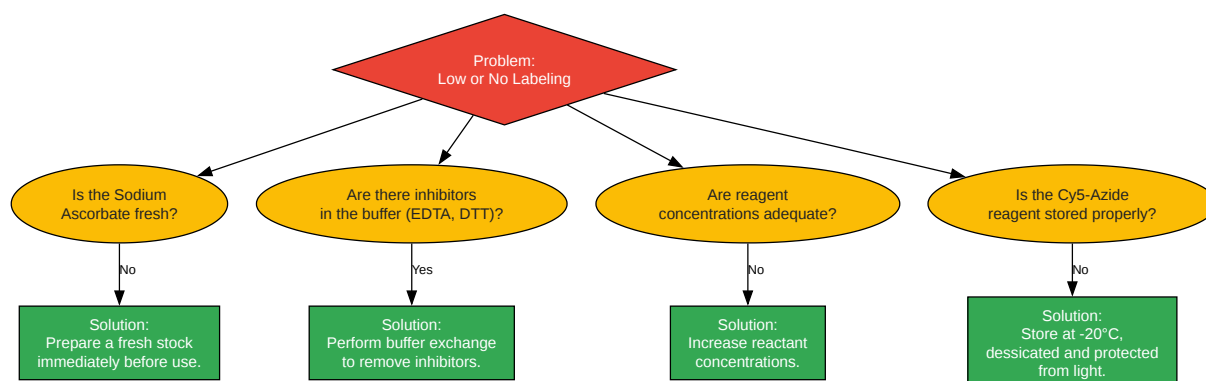 Problem:
Low or No Labeling
Is the Sodium
Ascorbate fresh?
Are there inhibitors
in the buffer (EDTA, DTT)?
Are reagent
concentrations adequate?
Is the Cy5-Azide
reagent stored properly?
No
Yes
No
No
Solution:
Prepare a fresh stock
immediately before use.
Solution:
Perform buffer exchange
to remove inhibitors.
Solution:
Increase reactant
concentrations.
Solution:
Store at -20°C,
dessicated and protected
from light.